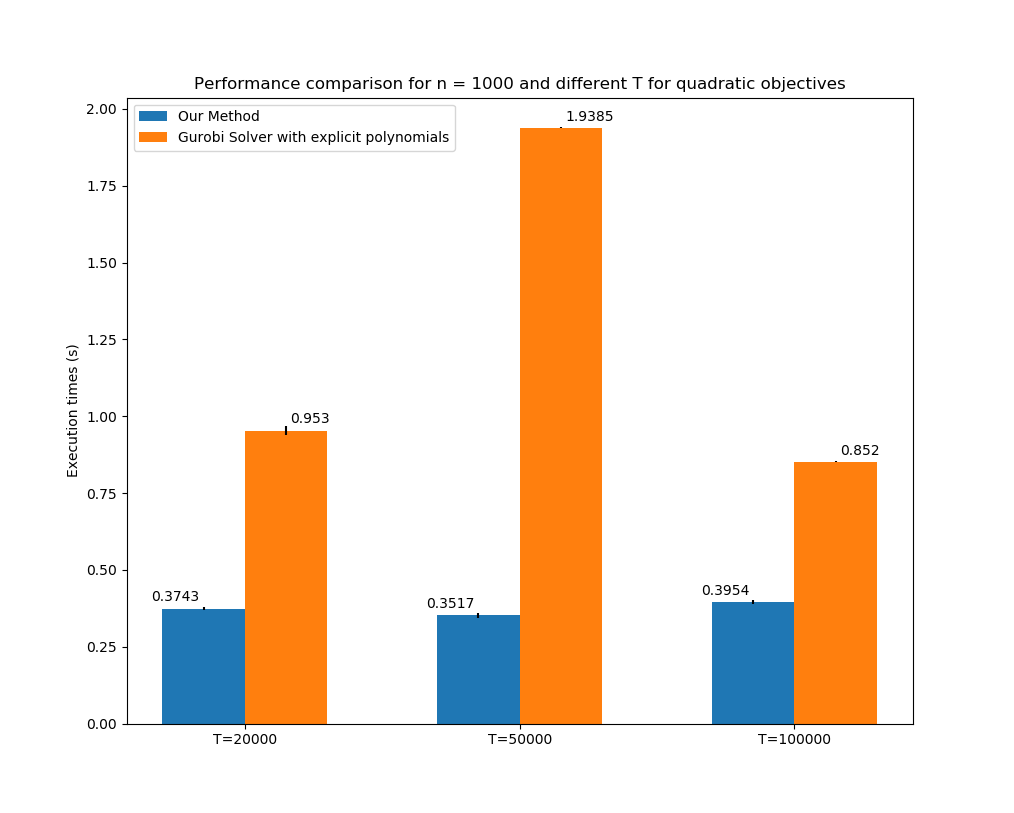 Performance comparison for n = 1000 and different T for quadratic objectives
Our Method
Gurobi Solver with explicit polynomials
Execution times (s)
2.00
1.75
1.50
1.25
1.00
0.75
0.50
0.25
0.00
0.3743
0.953
0.3517
1.9385
0.3954
0.852
T=20000
T=50000
T=100000